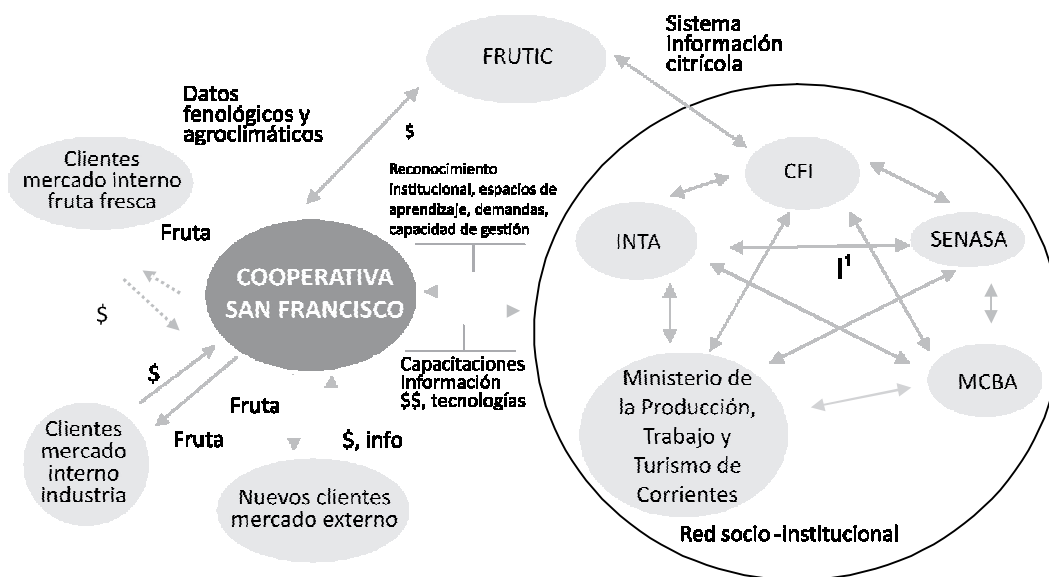 FRUTIC
Sistema
información
citrícola
Datos
fenológicos y
agroclimáticos
$
Clientes
mercado interno
fruta fresca
Fruta
$
Reconocimiento
institucional, espacios de
aprendizaje, demandas,
capacidad de gestión
COOPERATIVA
SAN FRANCISCO
Capacitaciones
información
$$, tecnologías
$
Fruta
Fruta
$, info
Clientes
mercado
interno
industria
Nuevos clientes
mercado externo
CFI
INTA
SENASA
I¹
Ministerio de
la Producción,
Trabajo y
Turismo de
Corrientes
MCBA
Red socio-institucional